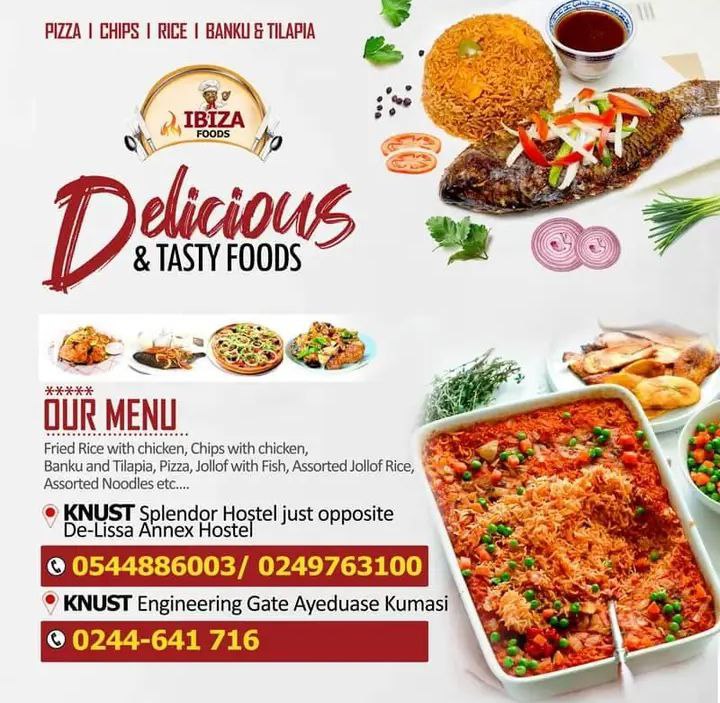 PIZZA I CHIPS I RICE I BANKU & TILAPIA
IBIZA
FOODS
Delicious
& TASTY FOODS
*****
OUR MENU
Fried Rice with chicken, Chips with chicken,
Banku and Tilapia, Pizza, Jollof with Fish, Assorted Jollof Rice,
Assorted Noodles etc....
KNUST Splendor Hostel just opposite
De-Lissa Annex Hostel
0544886003/ 0249763100
KNUST Engineering Gate Ayeduase Kumasi
0244-641 716